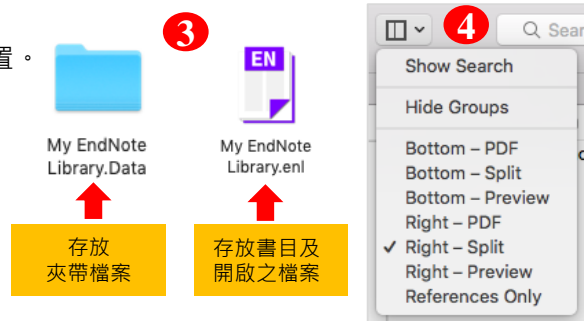 置。
3
EN
My EndNote
Library.Data
My EndNote
Library.enl
存放
夾帶檔案
存放書目及
開啟之檔案
4
Sear
Show Search
Hide Groups
Bottom – PDF
Bottom – Split
Bottom – Preview
Right – PDF
✓ Right – Split
Right – Preview
References Only